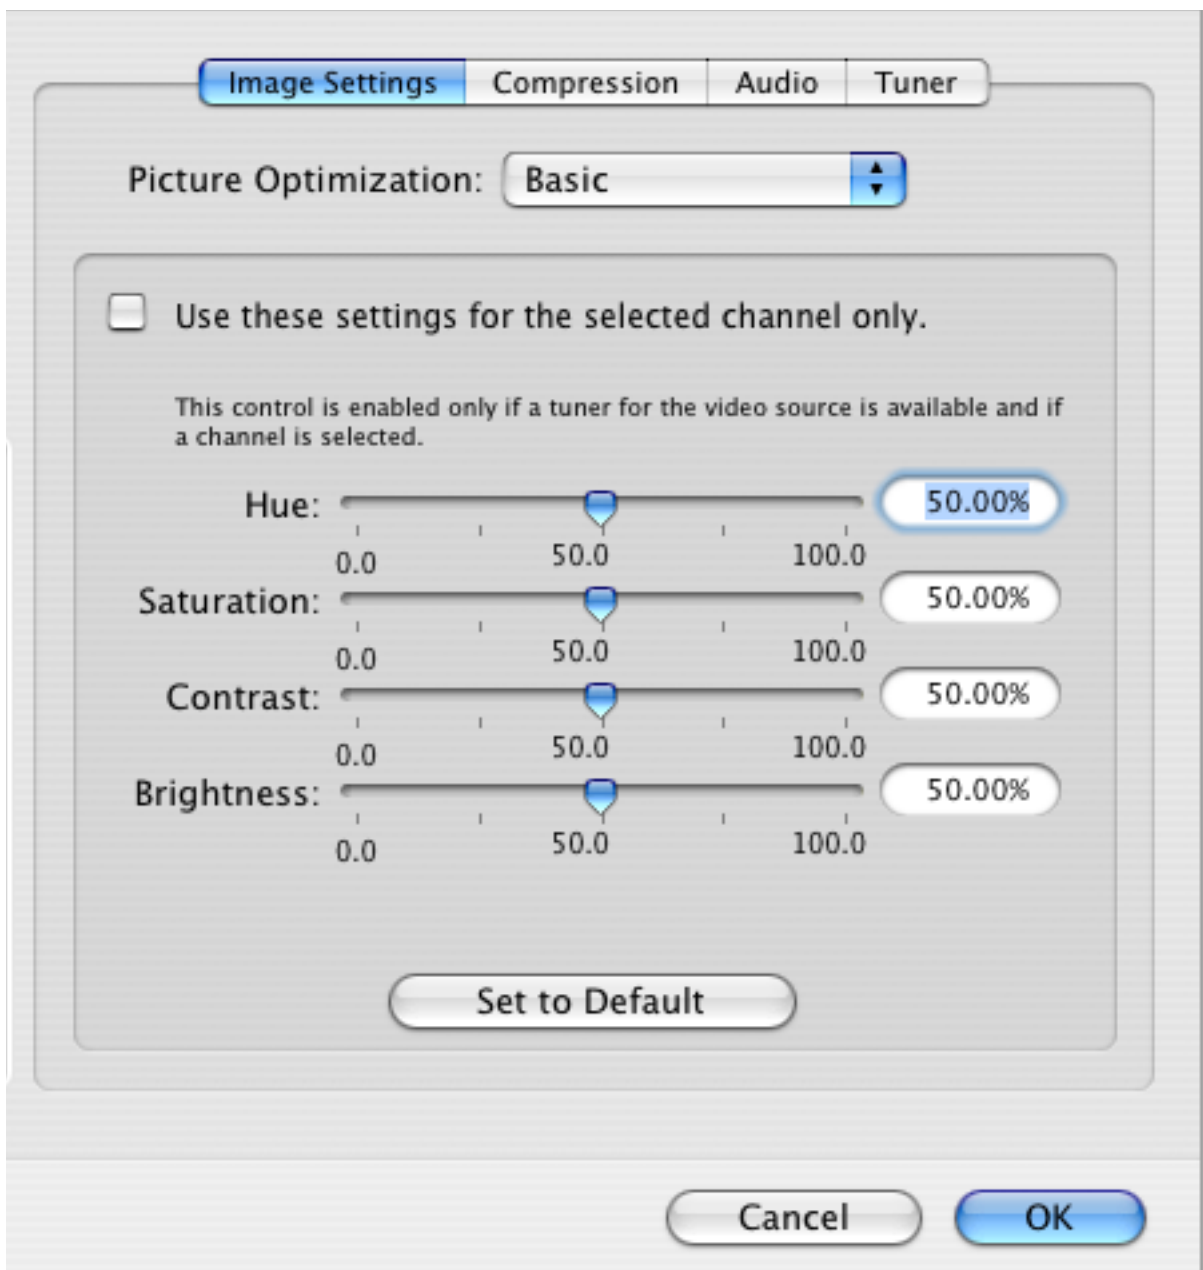 Image Settings Compression Audio Tuner
Picture Optimization: Basic
Use these settings for the selected channel only.
This control is enabled only if a tuner for the video source is available and if
a channel is selected.
Hue: 50.00%
0.0 50.0 100.0
Saturation: 50.00%
0.0 50.0 100.0
Contrast: 50.00%
0.0 50.0 100.0
Brightness: 50.00%
0.0 50.0 100.0
Set to Default
Cancel OK